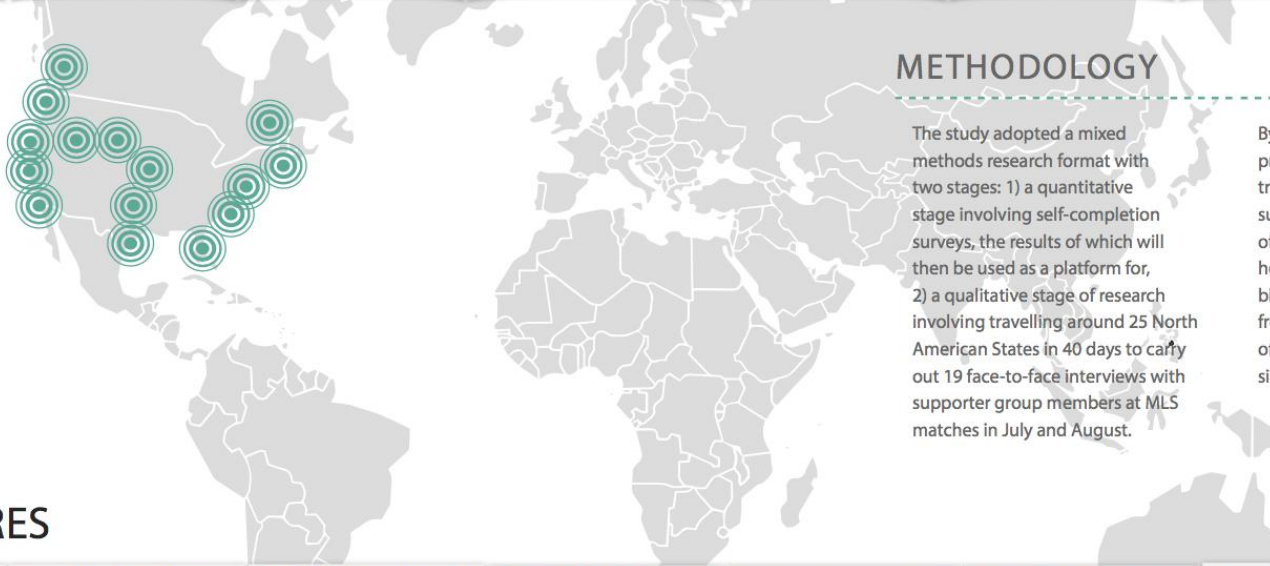 METHODOLOGY
The study adopted a mixed
methods research format with
two stages: 1) a quantitative
stage involving self-completion
surveys, the results of which will
then be used as a platform for,
2) a qualitative stage of research
involving travelling around 25 North
American States in 40 days to carry
out 19 face-to-face interviews with
supporter group members at MLS
matches in July and August.
By